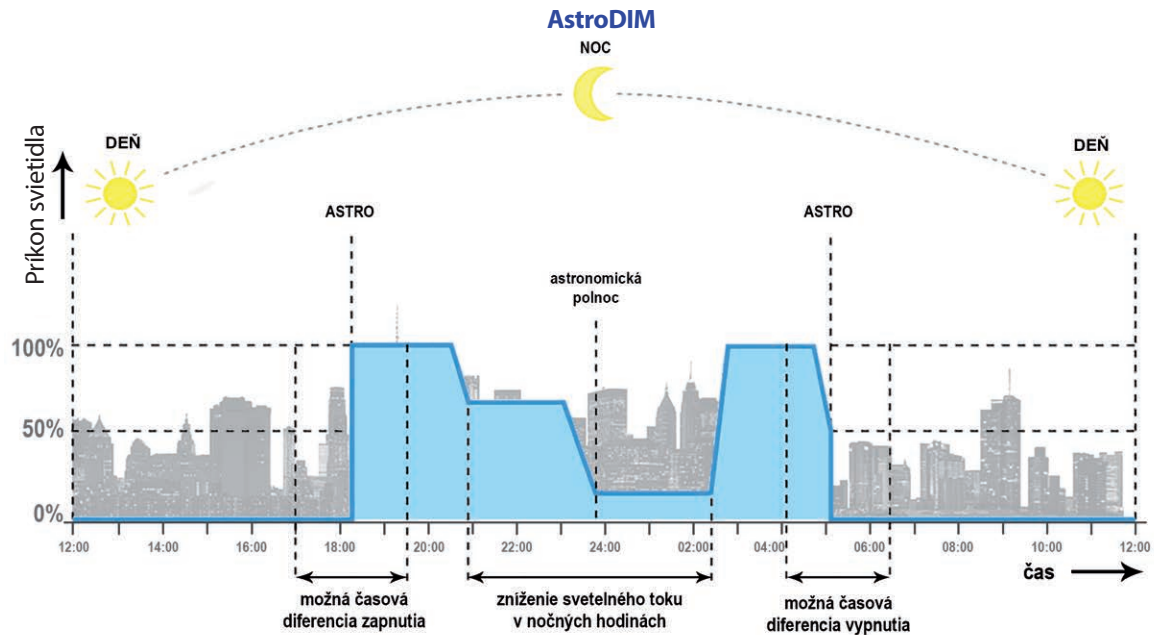 AstroDIM
NOC
DEŇ
DEŇ
Príkon svietidla
ASTRO
ASTRO
astronomická
polnoc
100%
50%
0%
12:00 14:00 16:00 18:00 20:00 22:00 24:00 02:00 04:00 06:00 08:00 10:00 12:00
čas
možná časová
diferencia zapnutia
zníženie svetelného toku
v nočných hodinách
možná časová
diferencia vypnutia